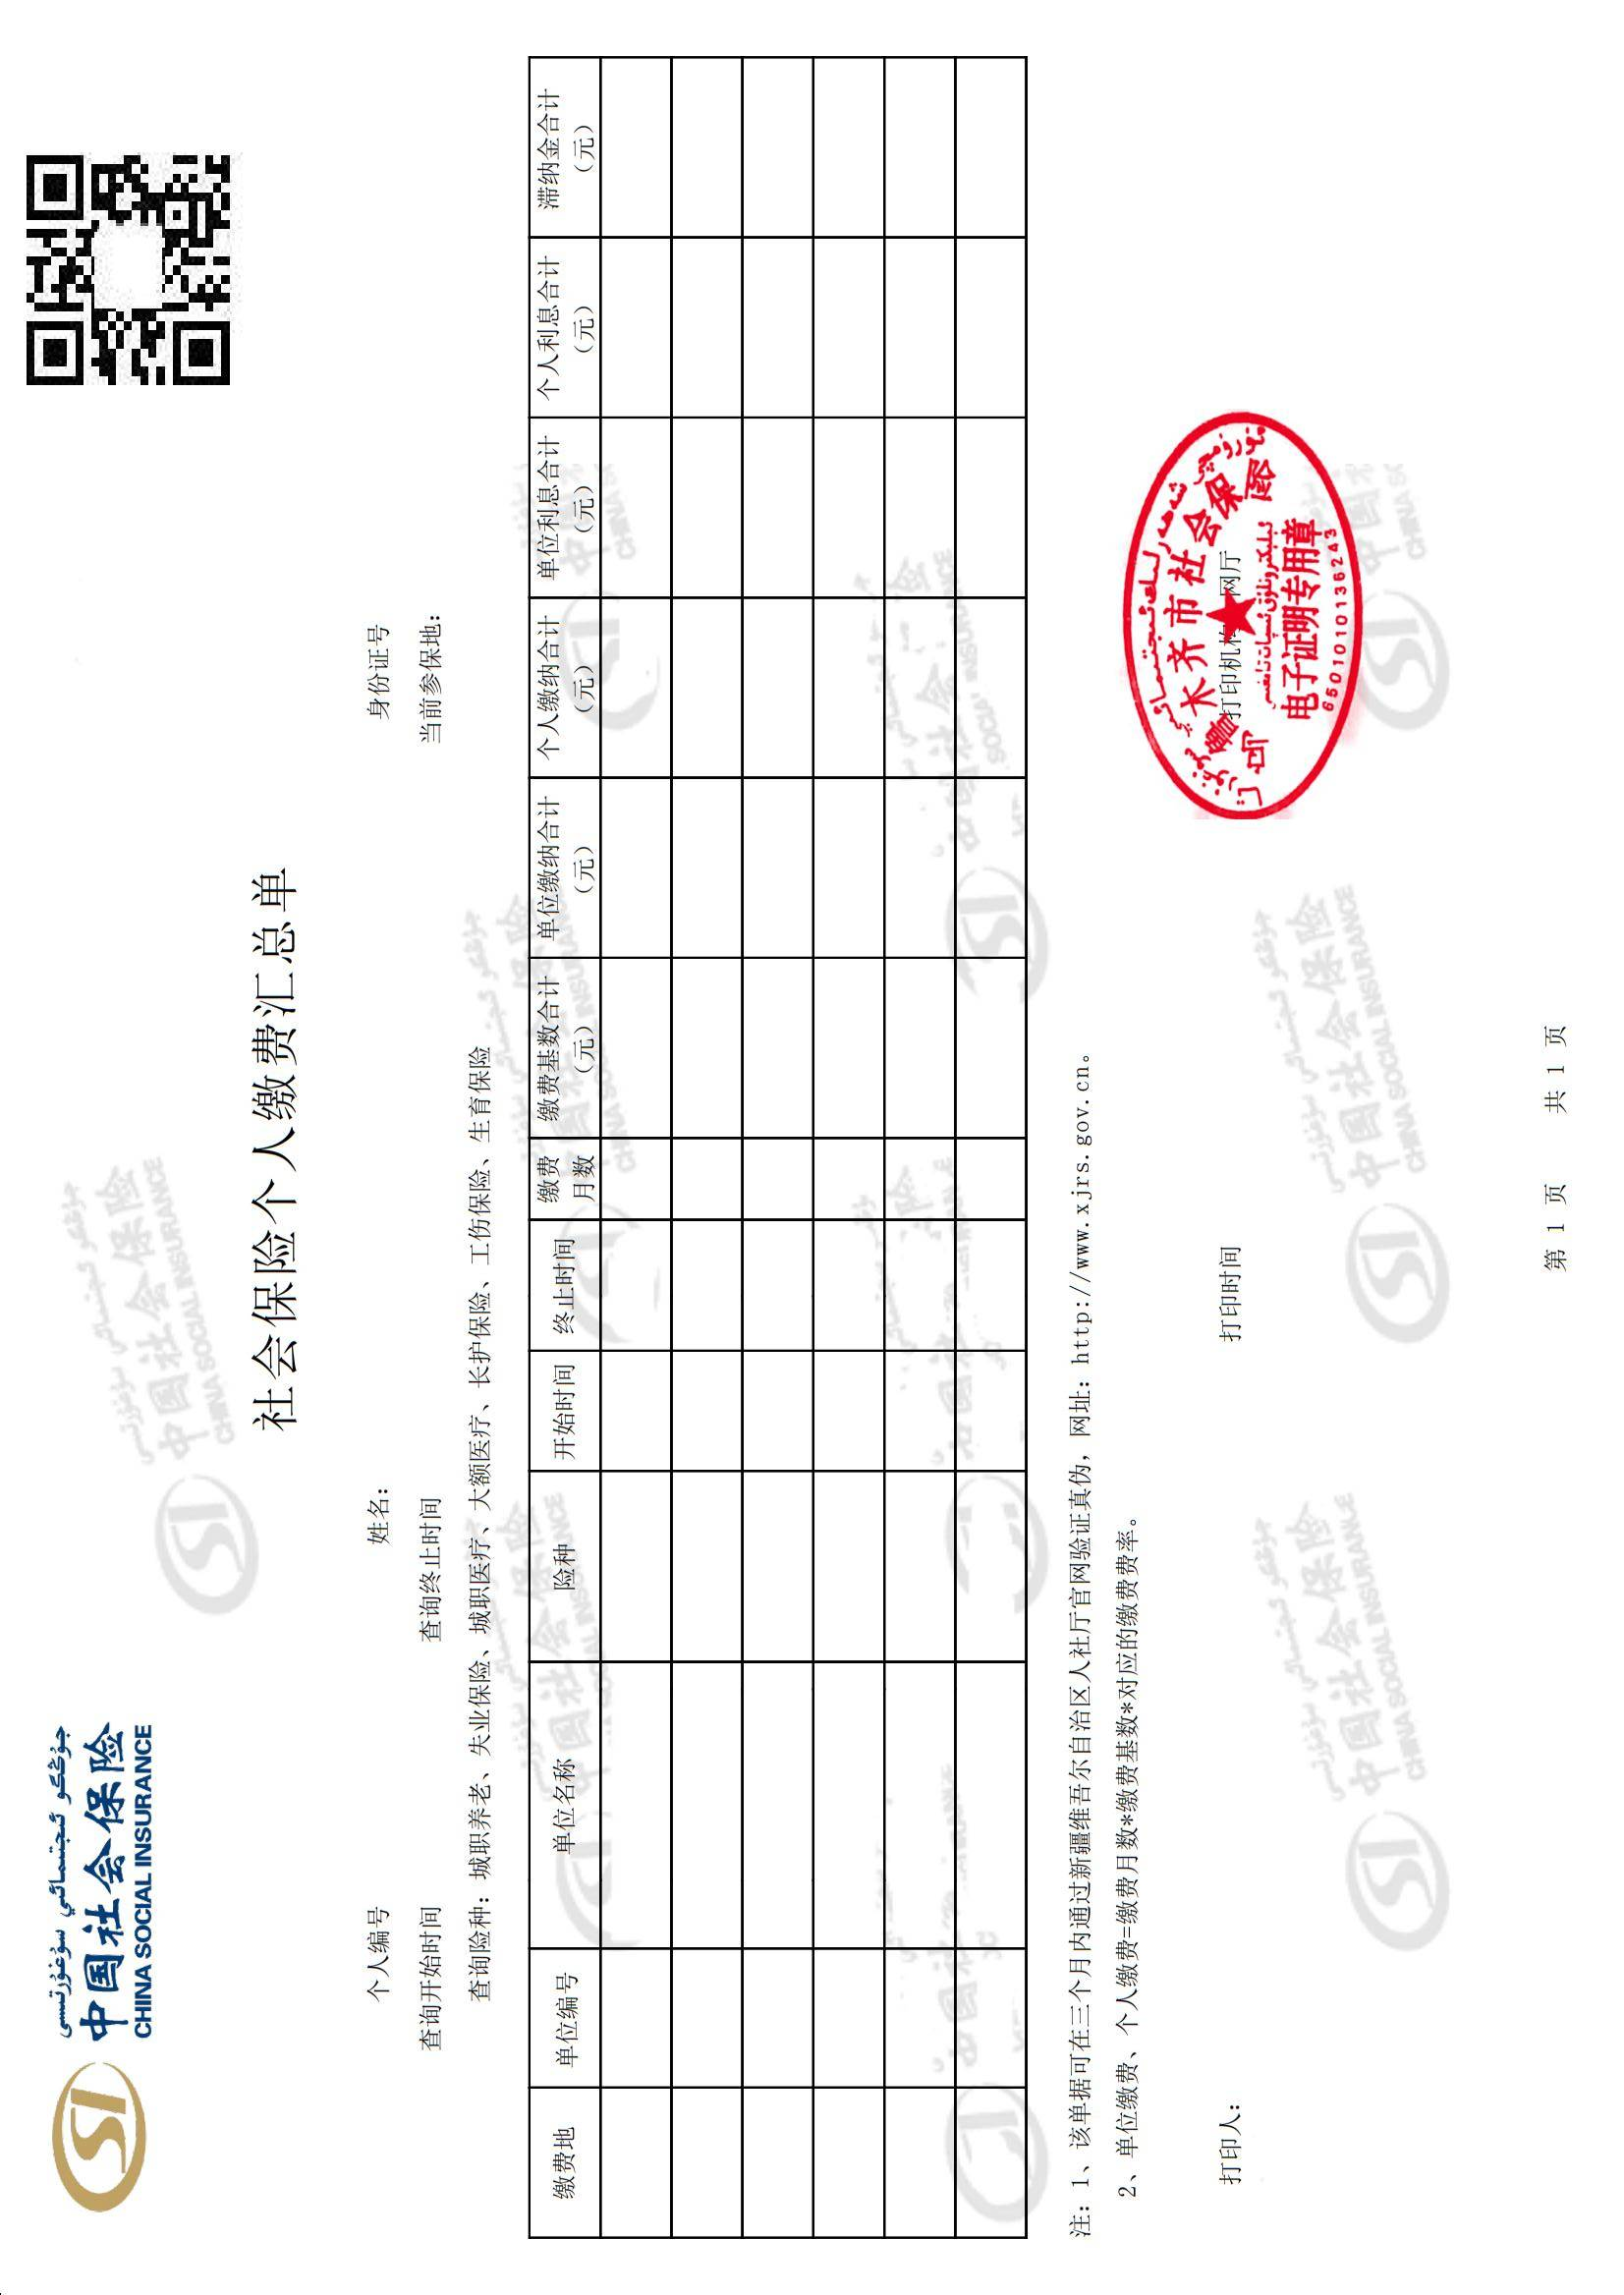 جۇڭگو ئىجتىمائىي سۇغۇرتىسى
中国社会保险
CHINA SOCIAL INSURANCE
社会保险个人缴费汇总单
个人编号 姓名: 身份证号
查询开始时间 查询终止时间 当前参保地:
查询险种: 城职养老、失业保险、城职医疗、大额医疗、长护保险、工伤保险、生育保险
缴费地 单位编号 单位名称 险种 开始时间 终止时间 缴费月数 缴费基数合计(元) 单位缴纳合计(元) 个人缴纳合计(元) 单位利息合计(元) 个人利息合计(元) 滞纳金合计(元)
注: 1、该单据可在三个月内通过新疆维吾尔自治区人社厅官网验证真伪, 网址: http://www.xjrs.gov.cn。
2、单位缴费、个人缴费=缴费月数*缴费基数*对应的缴费费率。
打印人: 打印时间 打印机构 网厅
乌鲁木齐市社会保险
电子证明专用章
6501010136243
第 1 页 共 1 页